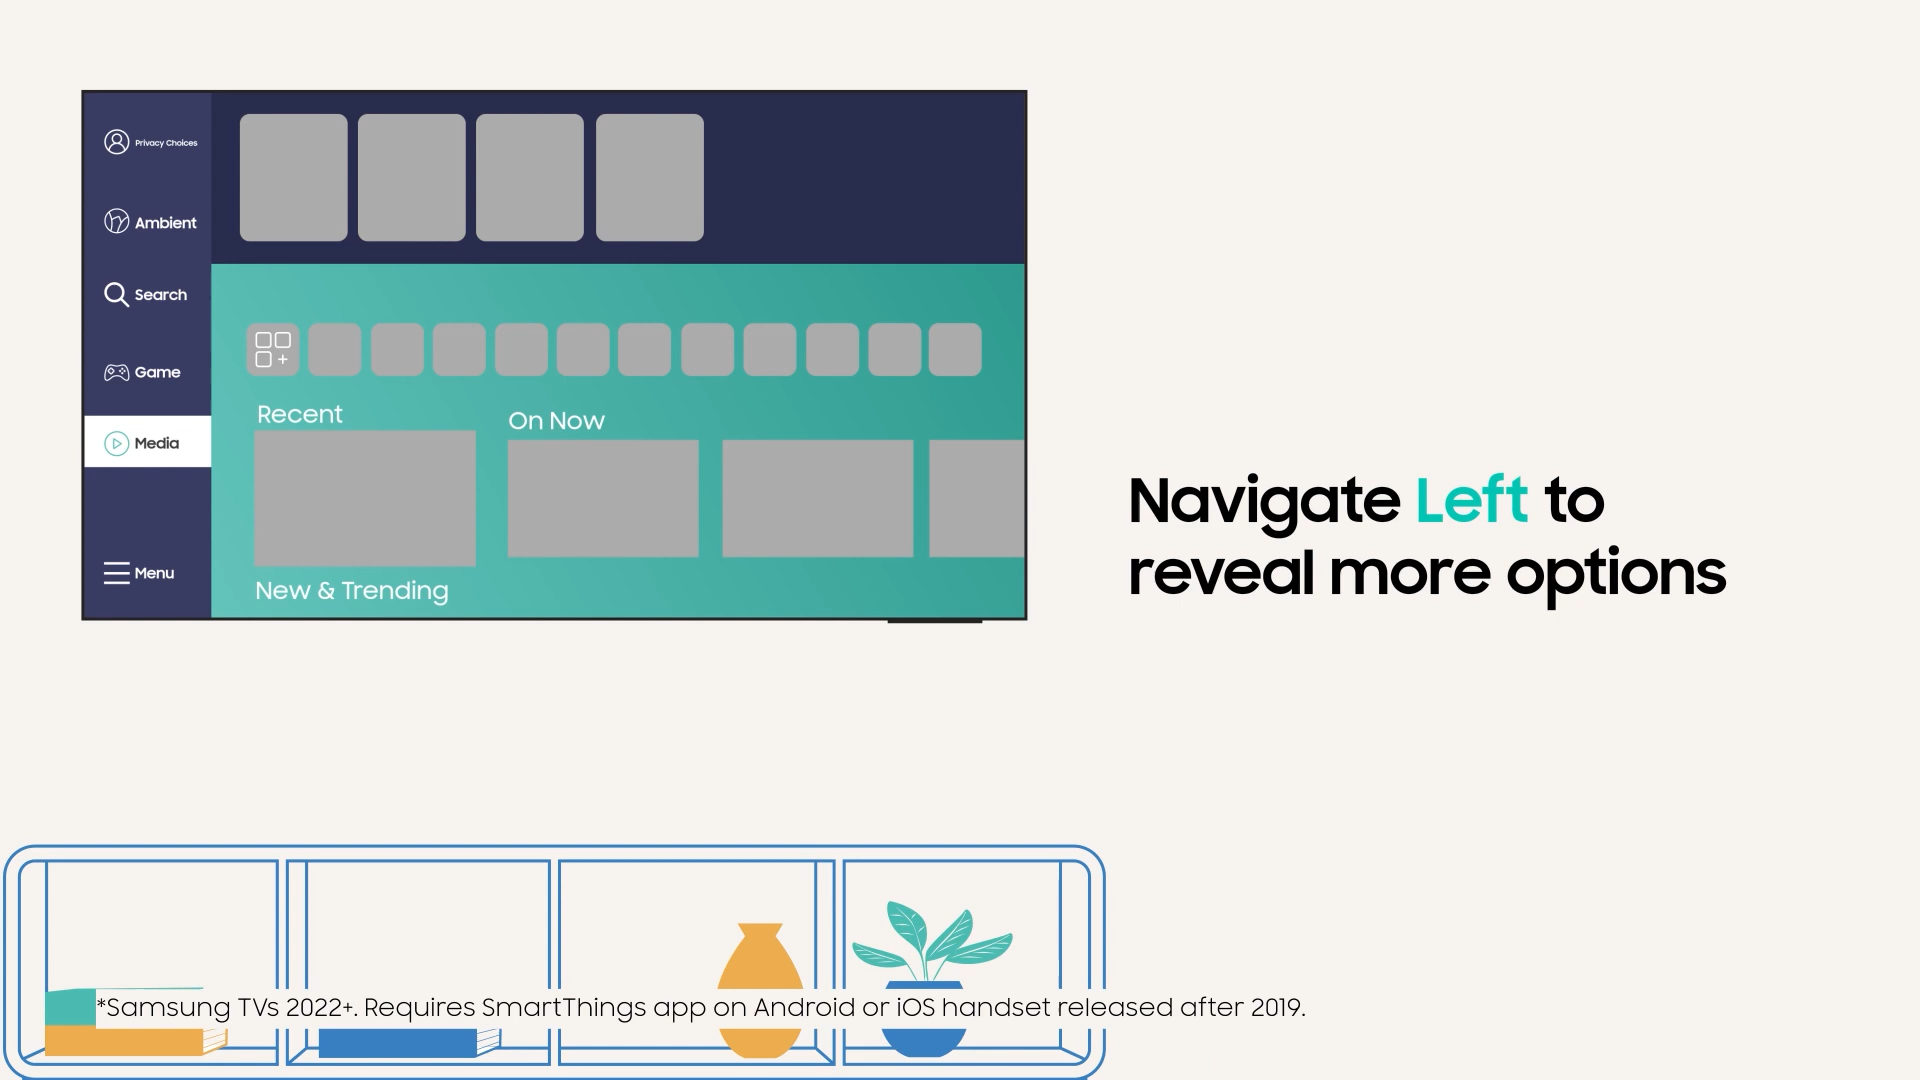 Privacy Choices
Ambient
Search
Game
Media
Menu
Recent
On Now
New & Trending
Navigate Left to
reveal more options
*Samsung TVs 2022+. Requires SmartThings app on Android or iOS handset released after 2019.